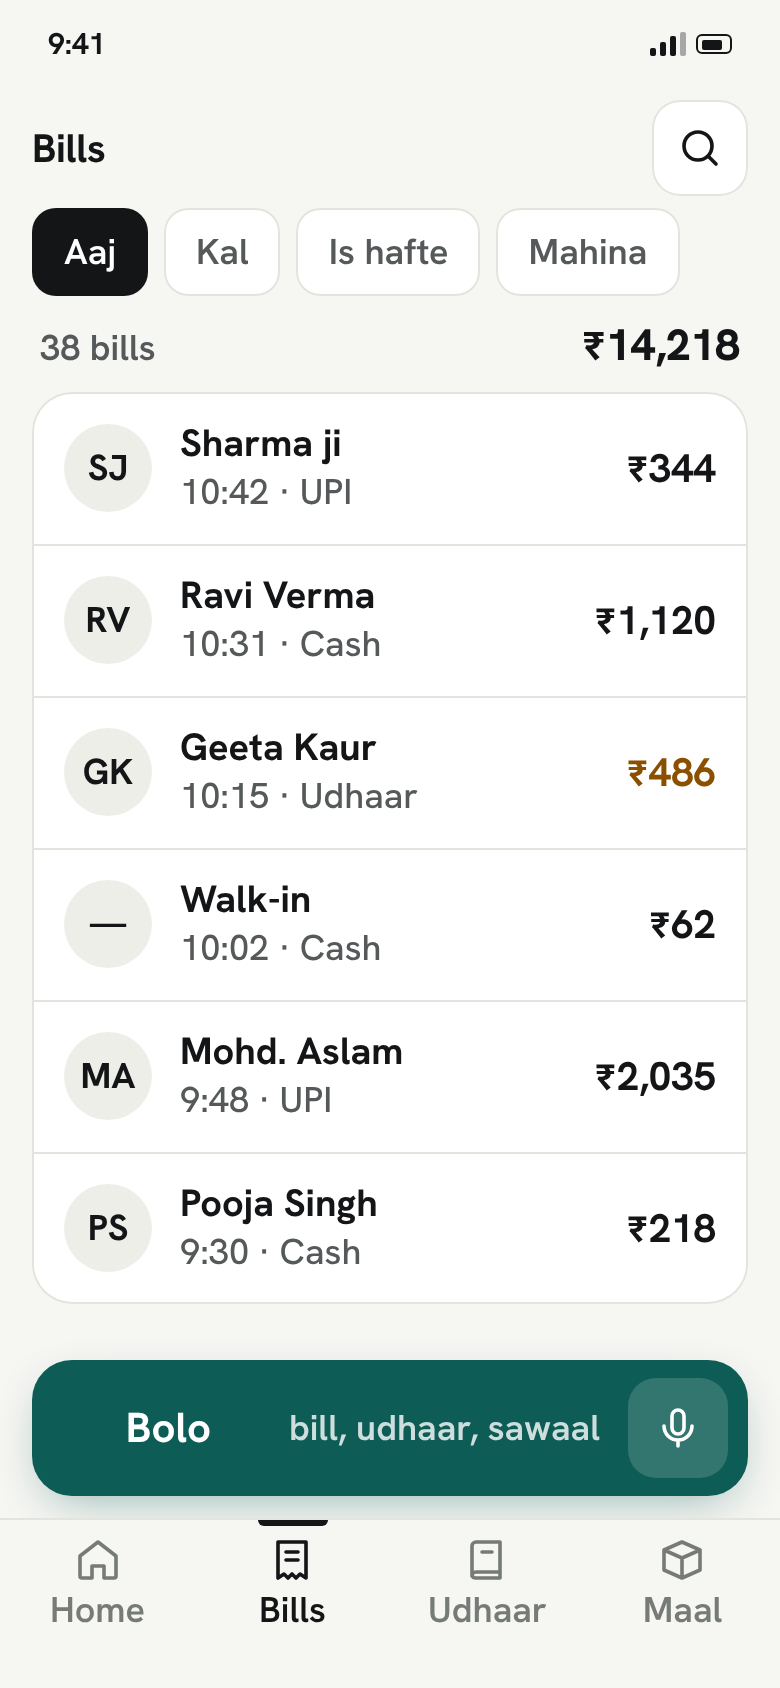 9:41
Bills
Aaj Kal Is hafte Mahina
38 bills ₹14,218
SJ Sharma ji ₹344
10:42 · UPI
RV Ravi Verma ₹1,120
10:31 · Cash
GK Geeta Kaur ₹486
10:15 · Udhaar
— Walk-in ₹62
10:02 · Cash
MA Mohd. Aslam ₹2,035
9:48 · UPI
PS Pooja Singh ₹218
9:30 · Cash
Bolo bill, udhaar, sawaal
Home Bills Udhaar Maal